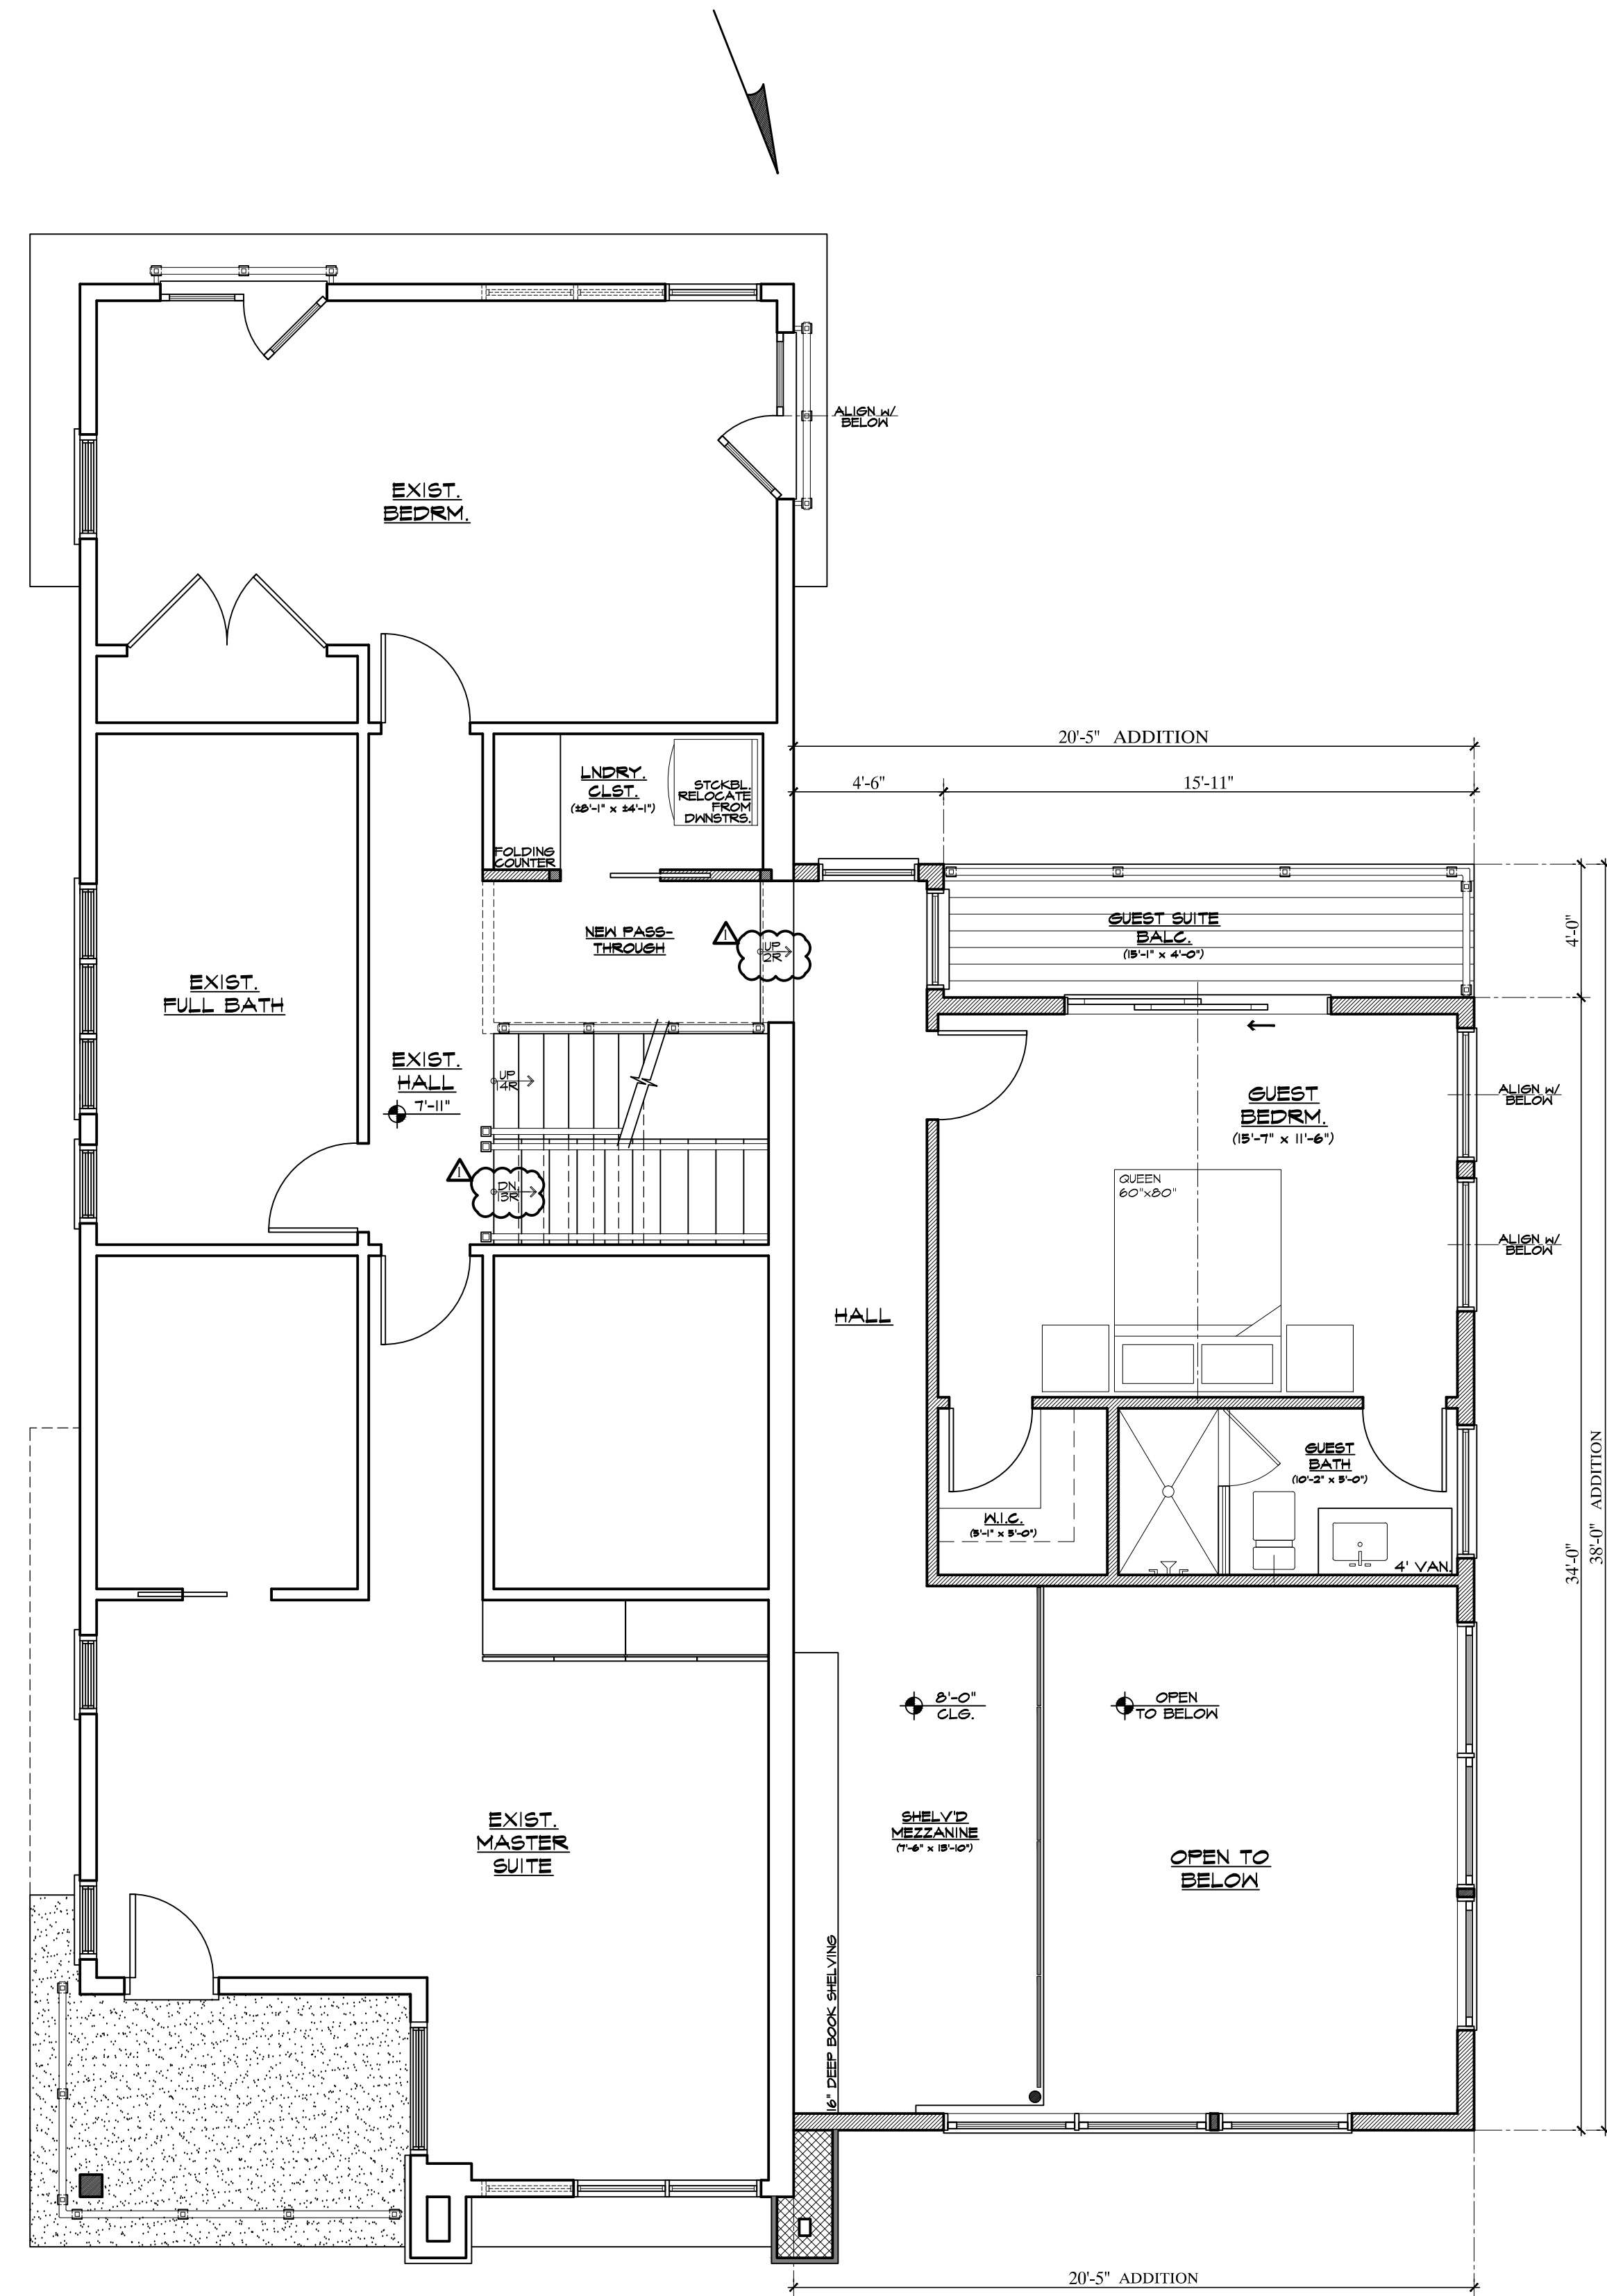 ALIGN w/
BELOW
EXIST.
BEDRM.
20'-5" ADDITION
4'-6"
15'-11"
LNDRY.
CLST.
(±8'-1" x ±4'-1")
STCKBL.
RELOCATE
FROM
DWNSTRS.
FOLDING
COUNTER
NEW PASS-
THROUGH
1
UP
2R
GUEST SUITE
BALC.
(15'-1" x 4'-0")
4'-0"
EXIST.
FULL BATH
EXIST.
HALL
7'-11"
UP
14R
1
DN
13R
GUEST
BEDRM.
(15'-7" x 11'-6")
ALIGN w/
BELOW
QUEEN
60"x80"
ALIGN w/
BELOW
HALL
GUEST
BATH
(10'-2" x 5'-0")
W.I.C.
(5'-1" x 5'-0")
4' VAN.
34'-0"
38'-0" ADDITION
8'-0"
CLG.
OPEN
TO BELOW
SHELV'D
MEZZANINE
(7'-6" x 15'-10")
EXIST.
MASTER
SUITE
OPEN TO
BELOW
16" DEEP BOOK SHELVING
20'-5" ADDITION